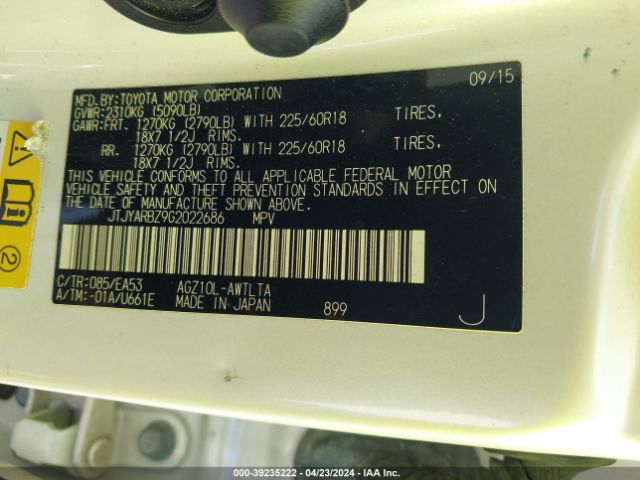 09/15
MFD.BY:TOYOTA MOTOR CORPORATION
GVWR:2310KG (5090LB)
GAWR:FRT. 1270KG (2790LB) WITH 225/60R18 TIRES,
18X7 1/2J RIMS.
RR. 1270KG (2790LB) WITH 225/60R18 TIRES,
18X7 1/2J RIMS.
THIS VEHICLE CONFORMS TO ALL APPLICABLE FEDERAL MOTOR
VEHICLE SAFETY AND THEFT PREVENTION STANDARDS IN EFFECT ON
THE DATE OF MANUFACTURE SHOWN ABOVE.
JTJYARBZ9G2022686 MPV
C/TR:085/EA53 AGZ10L-AWTLTA
A/TM:-01A/U661E MADE IN JAPAN 899 J
2
000-39235222 - 04/23/2024 - IAA Inc.